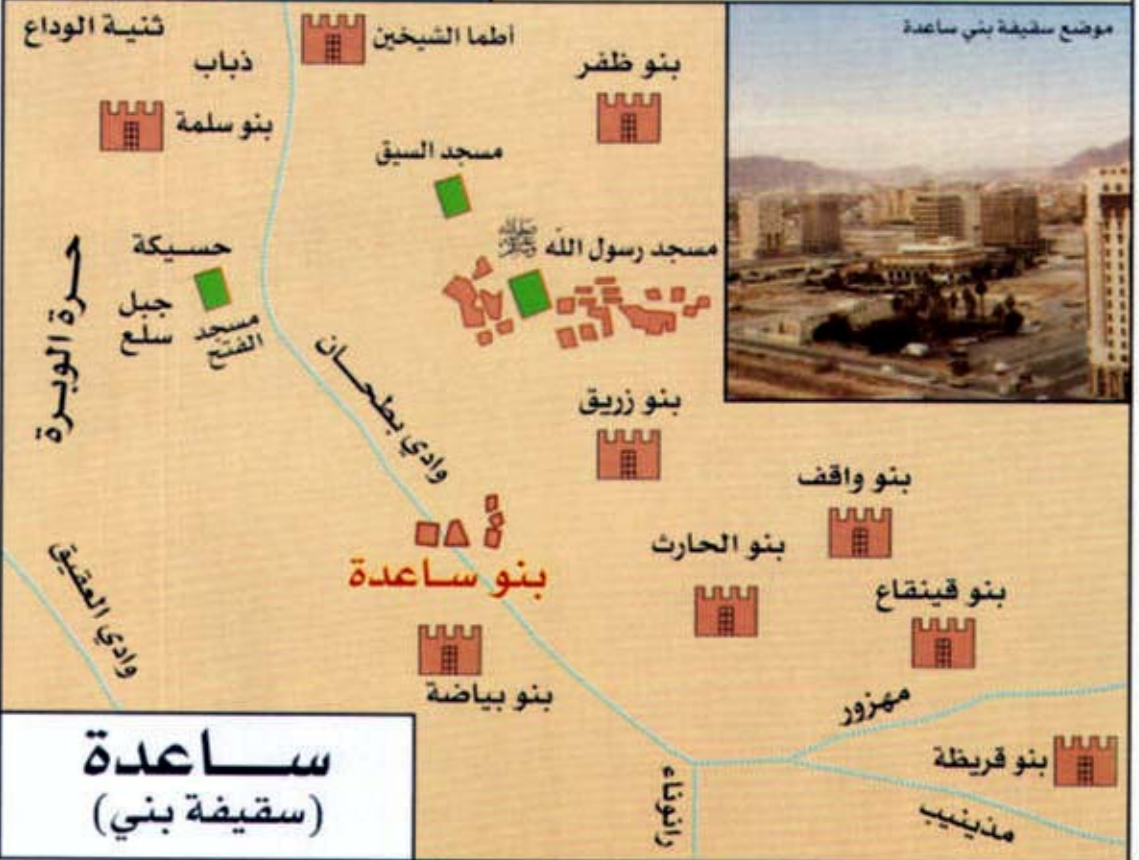 موضع سقيفة بني ساعدة
ثنية الوداع
أطما الشيخين
ذباب
بنو ظفر
بنو سلمة
مسجد السبق
حسيكة
مسجد رسول الله ﷺ
جبل
سلع
مسجد
الفتح
حرة الوبرة
وادي بطحان
بنو زريق
بنو واقف
بنو الحارث
بنو ساعدة
بنو قينقاع
وادي العقيق
بنو بياضة
مهزور
بنو قريظة
مذينيب
رانوناء
ساعدة
(سقيفة بني)